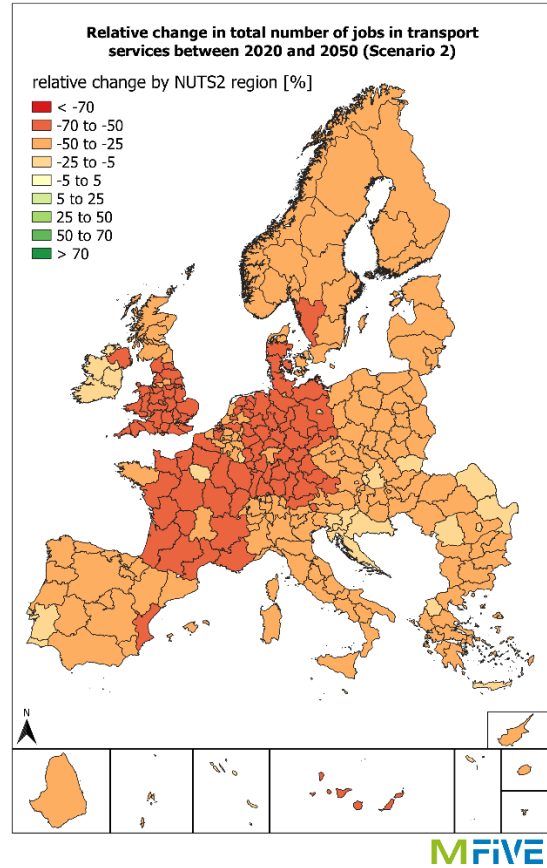 Relative change in total number of jobs in transport
services between 2020 and 2050 (Scenario 2)
relative change by NUTS2 region [%]
< -70
-70 to -50
-50 to -25
-25 to -5
-5 to 5
5 to 25
25 to 50
50 to 70
> 70
N
MFIVE